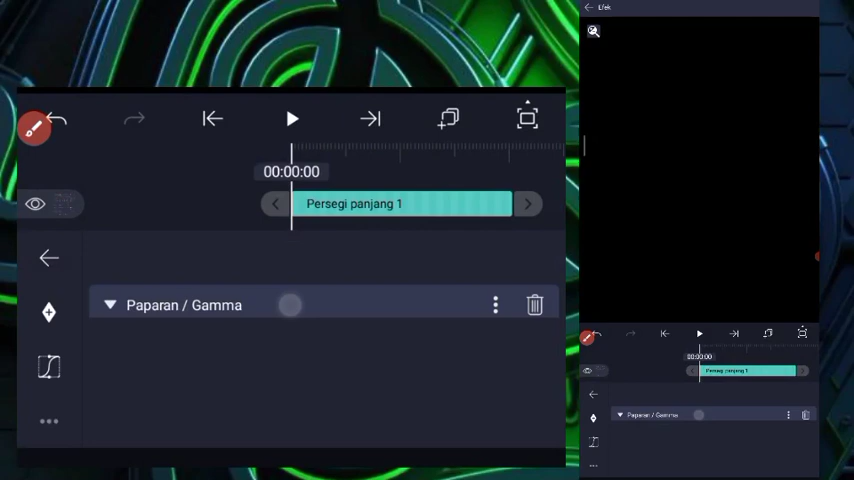 Efek
00:00:00
Persegi panjang 1
Paparan / Gamma
00:00:00
Persegi panjang 1
Paparan / Gamma